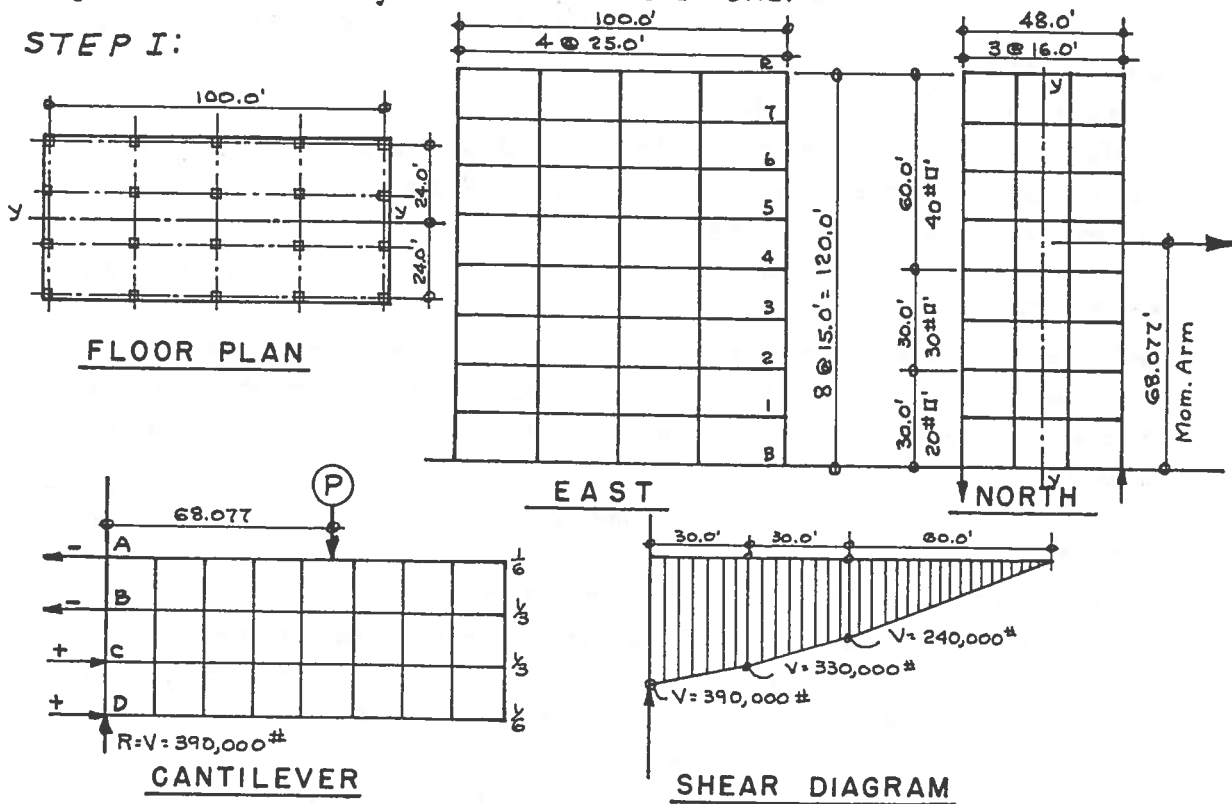 STEP I:
100.0'
24.0'
24.0'
y
y
FLOOR PLAN
100.0'
4 @ 25.0'
R
7
6
5
4
3
2
1
B
8 @ 15.0' = 120.0'
EAST
60.0'
40#□'
30.0'
30#□'
30.0'
20#□'
48.0'
3 @ 16.0'
y
y
68.077'
Mom. Arm
NORTH
P
68.077
- A
- B
+ C
+ D
1/6
1/3
1/3
1/6
R=V= 390,000#
CANTILEVER
30.0' 30.0' 60.0'
V= 240,000#
V= 330,000#
V= 390,000#
SHEAR DIAGRAM